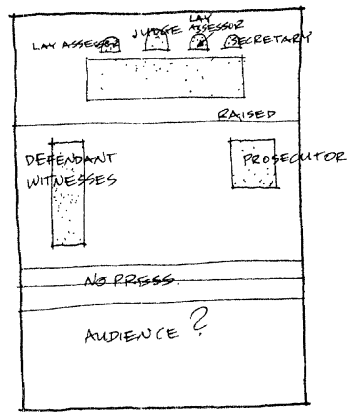 LAY ASSESSOR
JUDGE
LAY ASSESSOR
SECRETARY
RAISED
DEFENDANT
WITNESSES
PROSECUTOR
NO PRESS
AUDIENCE ?